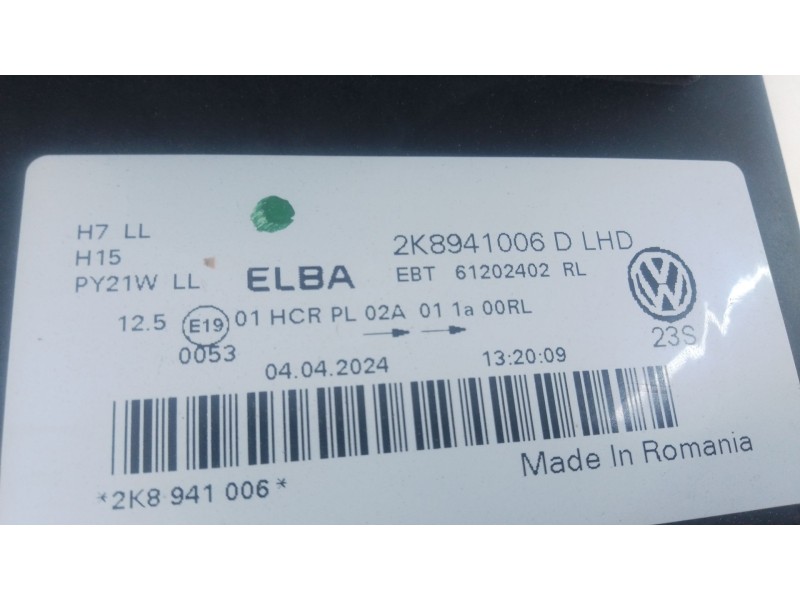 H7 LL
H15
PY21W LL
ELBA
2K8941006 D LHD
EBT 61202402 RL
VW
12.5 E19 01 HCR PL 02A 01 1a 00RL
0053
23S
04.04.2024 13:20:09
*2K8 941 006*
Made In Romania